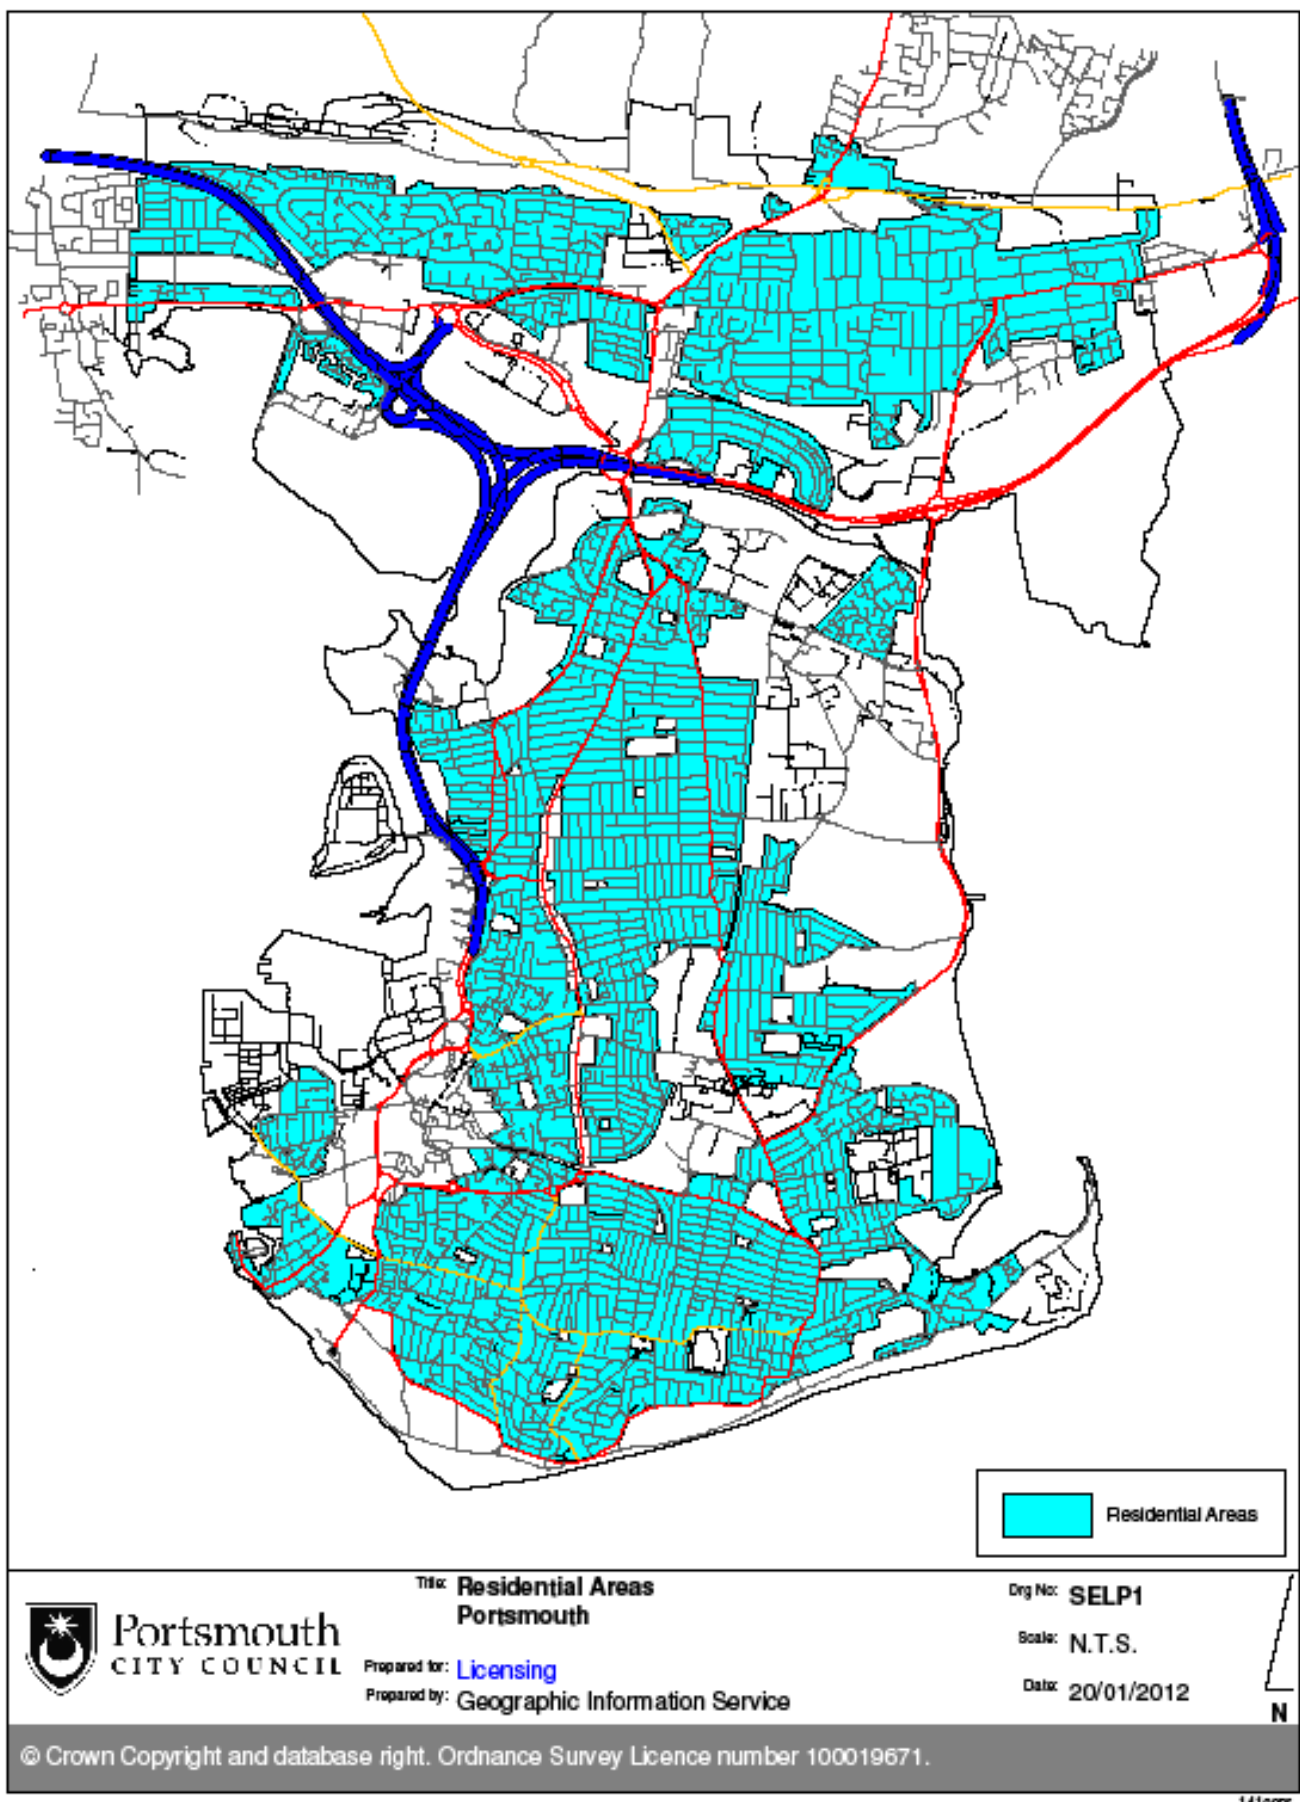 Residential Areas
Title: Residential Areas
Portsmouth
Drg No: SELP1
Portsmouth
CITY COUNCIL
Scale: N.T.S.
Prepared for: Licensing
Prepared by: Geographic Information Service
Date: 20/01/2012
N
© Crown Copyright and database right. Ordnance Survey Licence number 100019671.